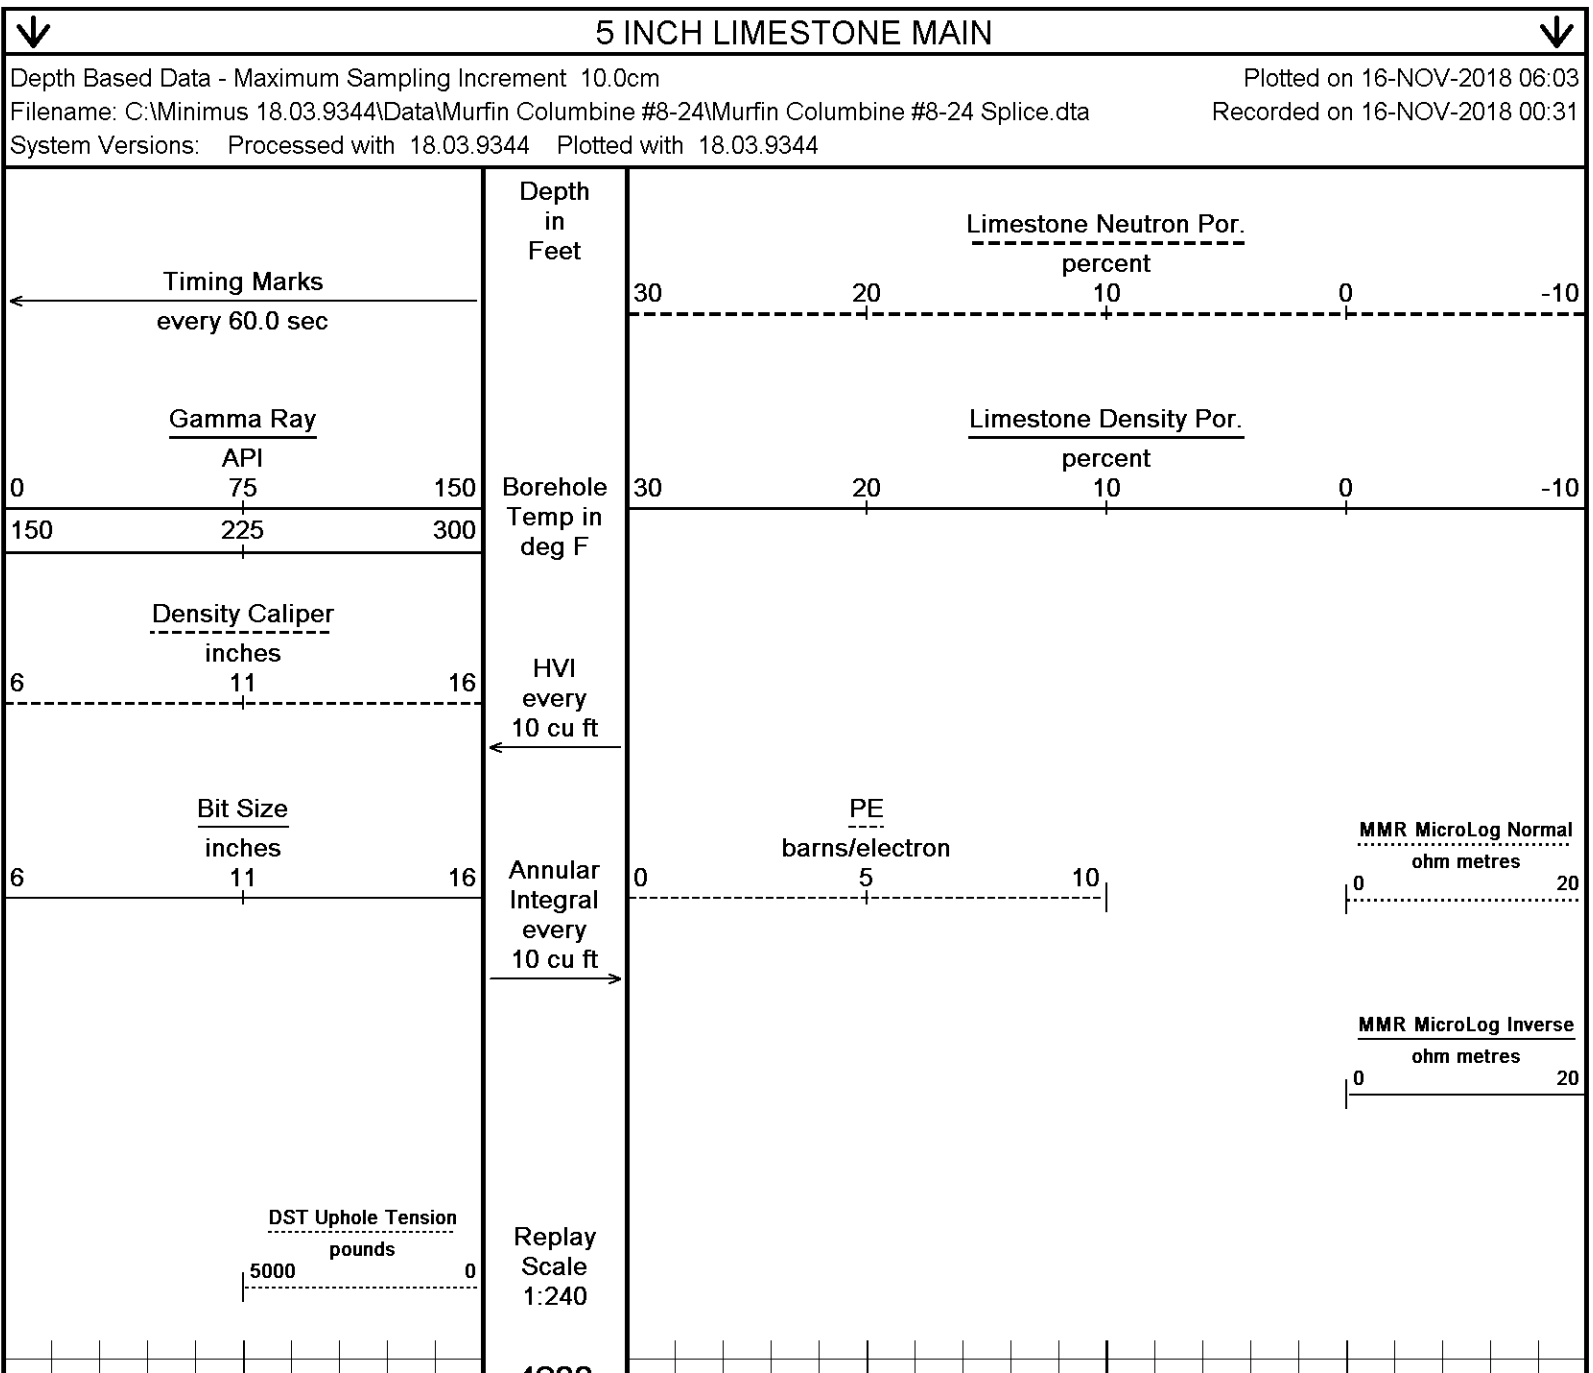 5 INCH LIMESTONE MAIN
Depth Based Data - Maximum Sampling Increment 10.0cm
Plotted on 16-NOV-2018 06:03
Filename: C:\Minimus 18.03.9344\Data\Murfin Columbine #8-24\Murfin Columbine #8-24 Splice.dta
Recorded on 16-NOV-2018 00:31
System Versions: Processed with 18.03.9344 Plotted with 18.03.9344
Timing Marks
every 60.0 sec
Gamma Ray
API
0 75 150
150 225 300
Density Caliper
inches
6 11 16
Bit Size
inches
6 11 16
DST Uphole Tension
pounds
5000 0
Depth
in
Feet
Borehole
Temp in
deg F
HVI
every
10 cu ft
Annular
Integral
every
10 cu ft
Replay
Scale
1:240
Limestone Neutron Por.
percent
30 20 10 0 -10
Limestone Density Por.
percent
30 20 10 0 -10
PE
barns/electron
0 5 10
MMR MicroLog Normal
ohm metres
0 20
MMR MicroLog Inverse
ohm metres
0 20